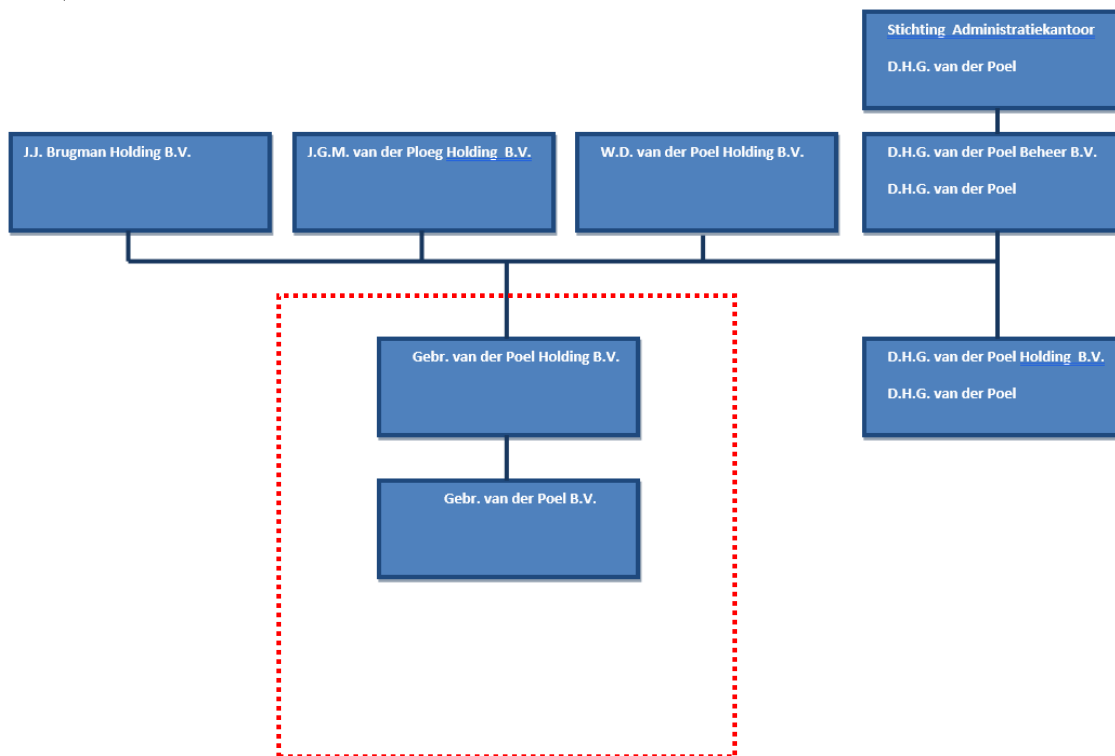 Stichting Administratiekantoor
D.H.G. van der Poel
J.J. Brugman Holding B.V.
J.G.M. van der Ploeg Holding B.V.
W.D. van der Poel Holding B.V.
D.H.G. van der Poel Beheer B.V.
D.H.G. van der Poel
Gebr. van der Poel Holding B.V.
D.H.G. van der Poel Holding B.V.
D.H.G. van der Poel
Gebr. van der Poel B.V.